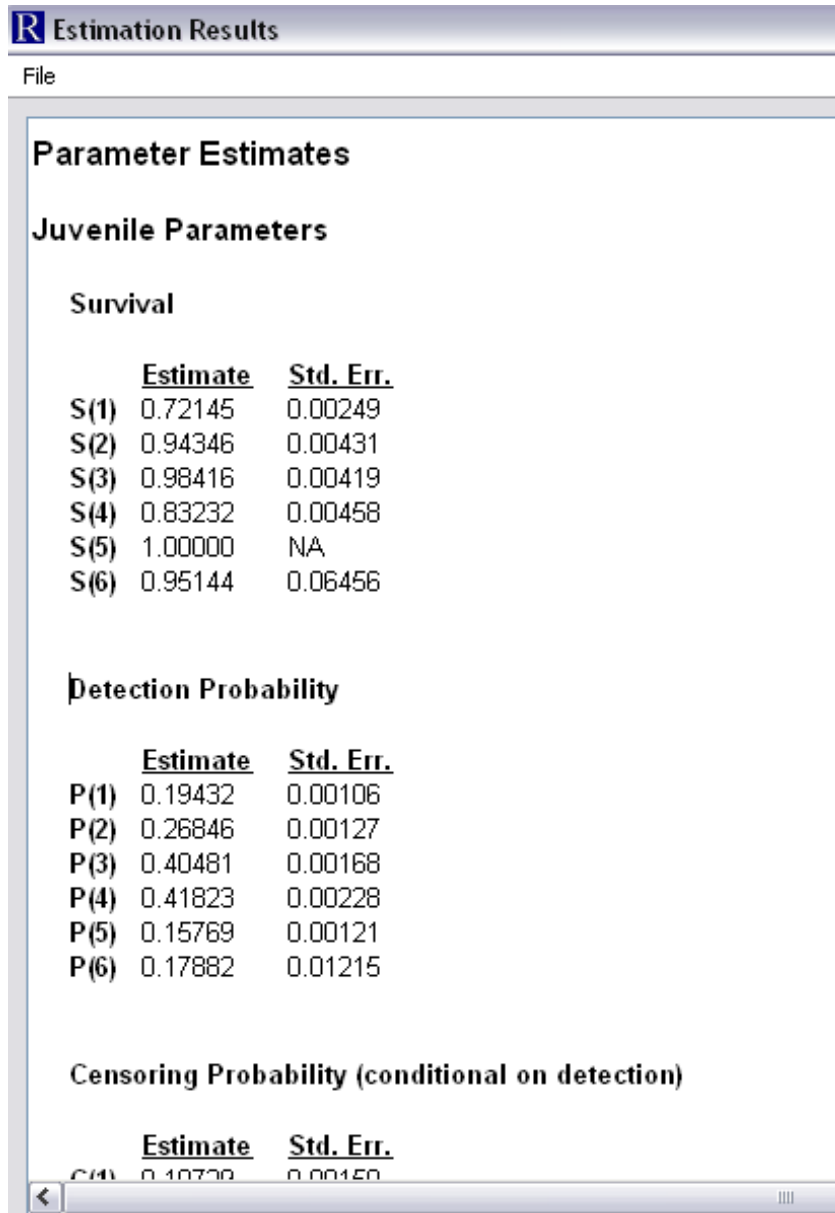 R Estimation Results
File
Parameter Estimates
Juvenile Parameters
Survival
Estimate Std. Err.
S(1) 0.72145 0.00249
S(2) 0.94346 0.00431
S(3) 0.98416 0.00419
S(4) 0.83232 0.00458
S(5) 1.00000 NA
S(6) 0.95144 0.06456
Detection Probability
Estimate Std. Err.
P(1) 0.19432 0.00106
P(2) 0.26846 0.00127
P(3) 0.40481 0.00168
P(4) 0.41823 0.00228
P(5) 0.15769 0.00121
P(6) 0.17882 0.01215
Censoring Probability (conditional on detection)
Estimate Std. Err.